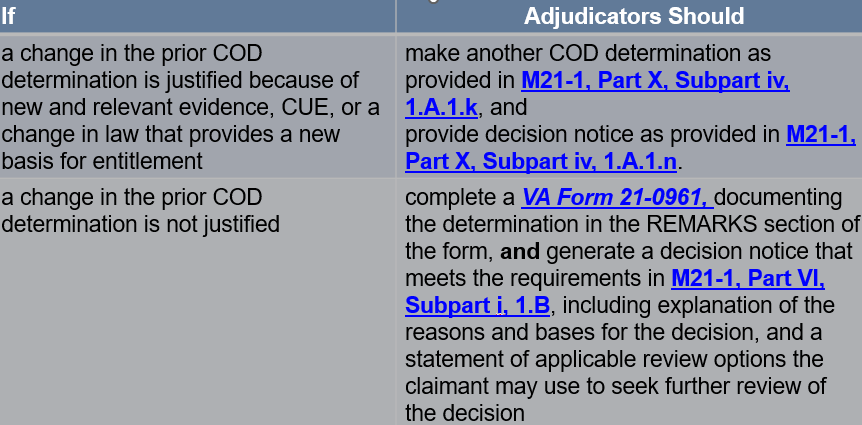 If
Adjudicators Should
a change in the prior COD
determination is justified because of
new and relevant evidence, CUE, or a
change in law that provides a new
basis for entitlement
make another COD determination as
provided in M21-1, Part X, Subpart iv,
1.A.1.k, and
provide decision notice as provided in M21-1,
Part X, Subpart iv, 1.A.1.n.
a change in the prior COD
determination is not justified
complete a VA Form 21-0961, documenting
the determination in the REMARKS section of
the form, and generate a decision notice that
meets the requirements in M21-1, Part VI,
Subpart i, 1.B, including explanation of the
reasons and bases for the decision, and a
statement of applicable review options the
claimant may use to seek further review of
the decision